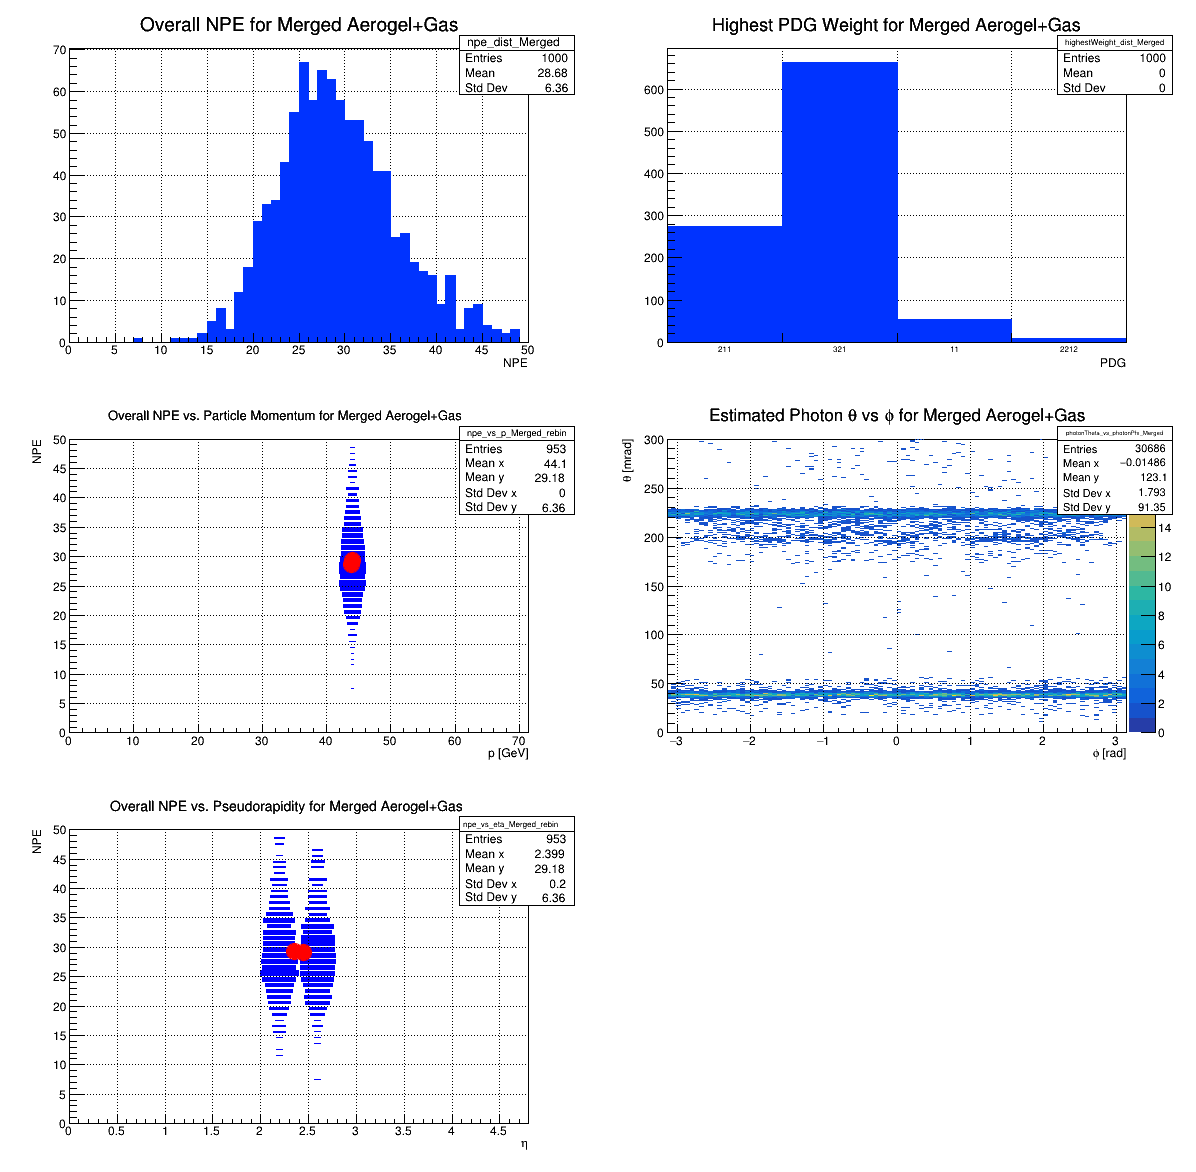 Overall NPE for Merged Aerogel+Gas
npe_dist_Merged
Entries 1000
Mean 28.68
Std Dev 6.36
70
60
50
40
30
20
10
0
0 5 10 15 20 25 30 35 40 45 50
NPE
Highest PDG Weight for Merged Aerogel+Gas
highestWeight_dist_Merged
Entries 1000
Mean 0
Std Dev 0
600
500
400
300
200
100
0
211 321 11 2212
PDG
Overall NPE vs. Particle Momentum for Merged Aerogel+Gas
npe_vs_p_Merged_rebin
Entries 953
Mean x 44.1
Mean y 29.18
Std Dev x 0
Std Dev y 6.36
NPE
50
45
40
35
30
25
20
15
10
5
0
0 10 20 30 40 50 60 70
p [GeV]
Estimated Photon θ vs ϕ for Merged Aerogel+Gas
photonTheta_vs_photonPhi_Merged
Entries 30686
Mean x −0.01486
Mean y 123.1
Std Dev x 1.793
Std Dev y 91.35
θ [mrad]
300
250
200
150
100
50
0
−3 −2 −1 0 1 2 3
ϕ [rad]
14
12
10
8
6
4
2
0
Overall NPE vs. Pseudorapidity for Merged Aerogel+Gas
npe_vs_eta_Merged_rebin
Entries 953
Mean x 2.399
Mean y 29.18
Std Dev x 0.2
Std Dev y 6.36
NPE
50
45
40
35
30
25
20
15
10
5
0
0 0.5 1 1.5 2 2.5 3 3.5 4 4.5
η